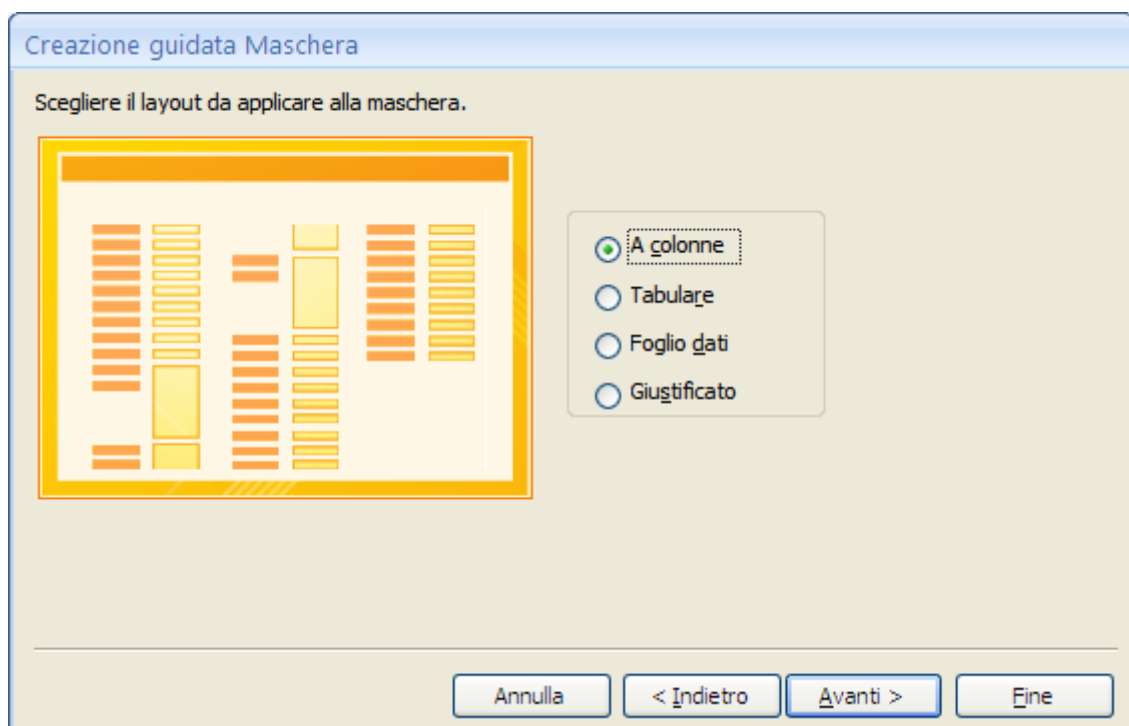 Creazione guidata Maschera
Scegliere il layout da applicare alla maschera.
A colonne
Tabulare
Foglio dati
Giustificato
Annulla
< Indietro
Avanti >
Fine